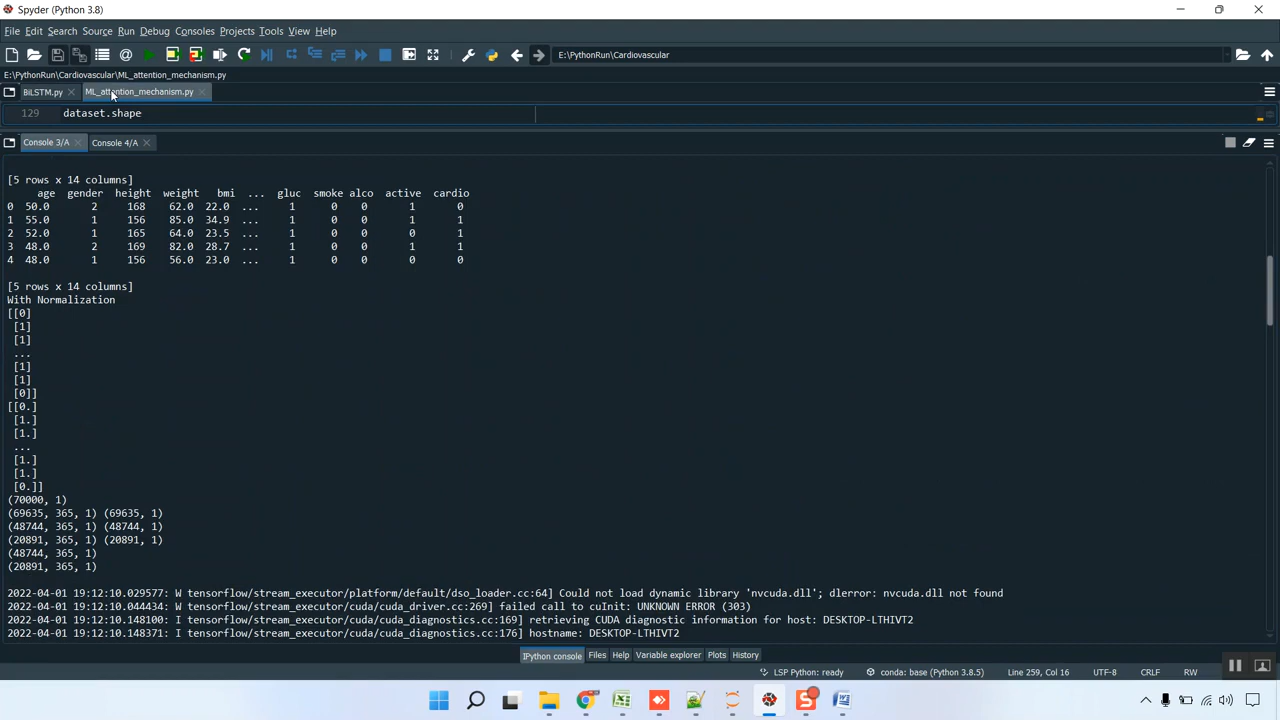 Spyder (Python 3.8)
File Edit Search Source Run Debug Consoles Projects Tools View Help
E:\PythonRun\Cardiovascular
E:\PythonRun\Cardiovascular\ML_attention_mechanism.py
BiLSTM.py ML_attention_mechanism.py
129 dataset.shape
Console 3/A Console 4/A
[5 rows x 14 columns]
age gender height weight bmi ... gluc smoke alco active cardio
0 50.0 2 168 62.0 22.0 ... 1 0 0 1 0
1 55.0 1 156 85.0 34.9 ... 1 0 0 1 1
2 52.0 1 165 64.0 23.5 ... 1 0 0 0 1
3 48.0 2 169 82.0 28.7 ... 1 0 0 1 1
4 48.0 1 156 56.0 23.0 ... 1 0 0 0 0
[5 rows x 14 columns]
With Normalization
[[0]
[1]
[1]
...
[1]
[1]
[0]]
[[0.]
[1.]
[1.]
...
[1.]
[1.]
[0.]]
(70000, 1)
(69635, 365, 1) (69635, 1)
(48744, 365, 1) (48744, 1)
(20891, 365, 1) (20891, 1)
(48744, 365, 1)
(20891, 365, 1)
2022-04-01 19:12:10.029577: W tensorflow/stream_executor/platform/default/dso_loader.cc:64] Could not load dynamic library 'nvcuda.dll'; dlerror: nvcuda.dll not found
2022-04-01 19:12:10.044434: W tensorflow/stream_executor/cuda/cuda_driver.cc:269] failed call to cuInit: UNKNOWN ERROR (303)
2022-04-01 19:12:10.148100: I tensorflow/stream_executor/cuda/cuda_diagnostics.cc:169] retrieving CUDA diagnostic information for host: DESKTOP-LTHIVT2
2022-04-01 19:12:10.148371: I tensorflow/stream_executor/cuda/cuda_diagnostics.cc:176] hostname: DESKTOP-LTHIVT2
IPython console Files Help Variable explorer Plots History
LSP Python: ready conda: base (Python 3.8.5) Line 259, Col 16 UTF-8 CRLF RW